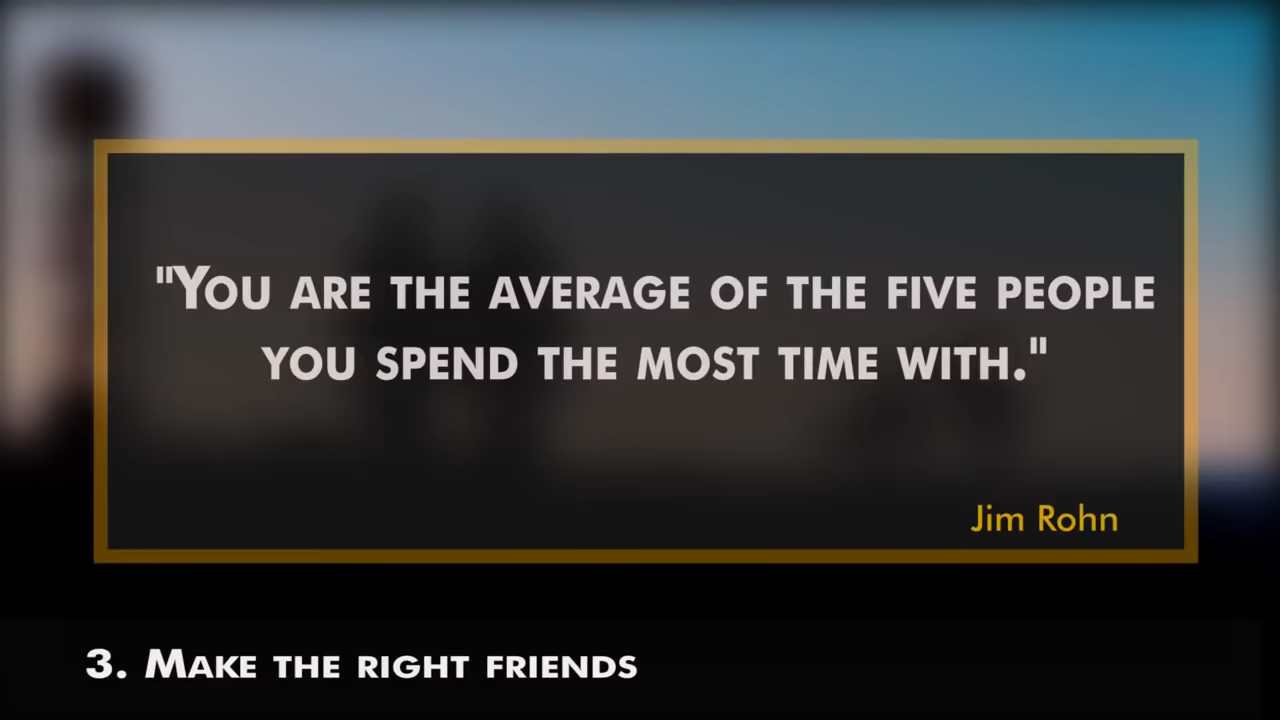 "You are the average of the five people
you spend the most time with."
Jim Rohn
3. Make the right friends